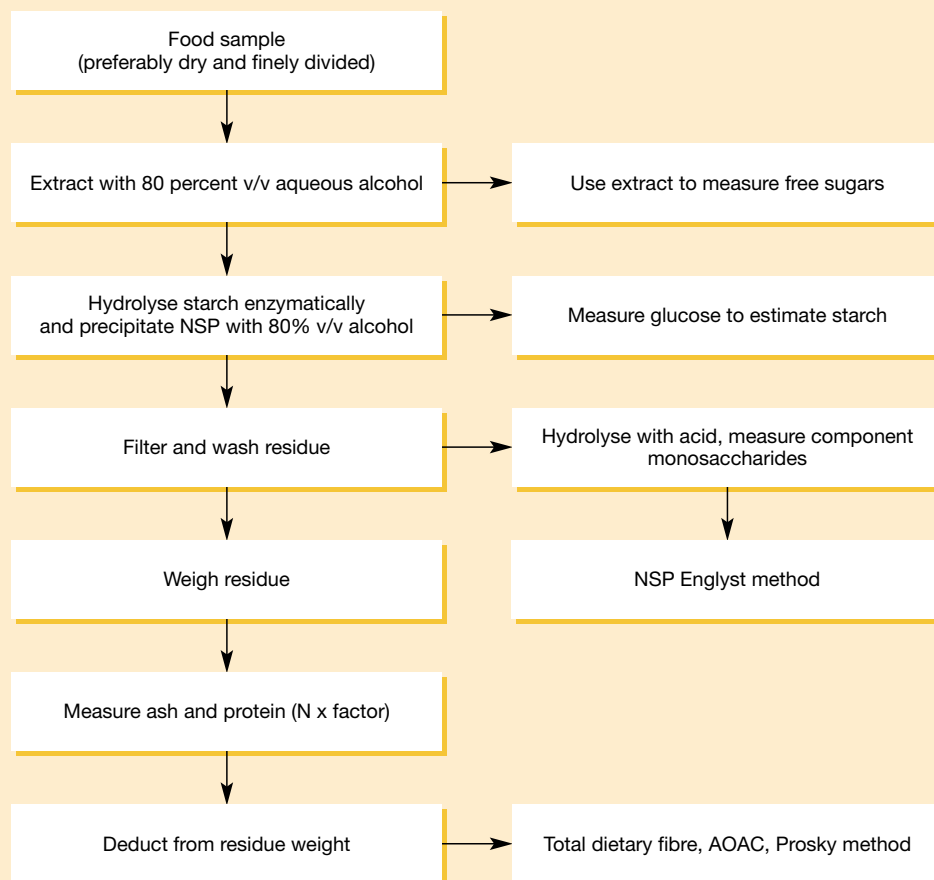 Food sample
(preferably dry and finely divided)
Extract with 80 percent v/v aqueous alcohol
Use extract to measure free sugars
Hydrolyse starch enzymatically
and precipitate NSP with 80% v/v alcohol
Measure glucose to estimate starch
Filter and wash residue
Hydrolyse with acid, measure component
monosaccharides
Weigh residue
NSP Englyst method
Measure ash and protein (N x factor)
Deduct from residue weight
Total dietary fibre, AOAC, Prosky method